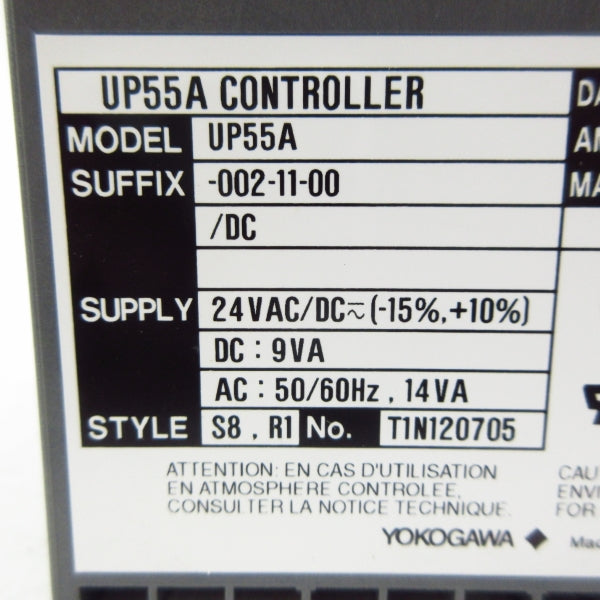 UP55A CONTROLLER
MODEL UP55A
SUFFIX -002-11-00
/DC
SUPPLY 24VAC/DC⎓∼(-15%,+10%)
DC : 9VA
AC : 50/60Hz , 14VA
STYLE S8 , R1 No. T1N120705
ATTENTION: EN CAS D'UTILISATION
EN ATMOSPHERE CONTROLEE,
CONSULTER LA NOTICE TECHNIQUE.
FOR
YOKOGAWA